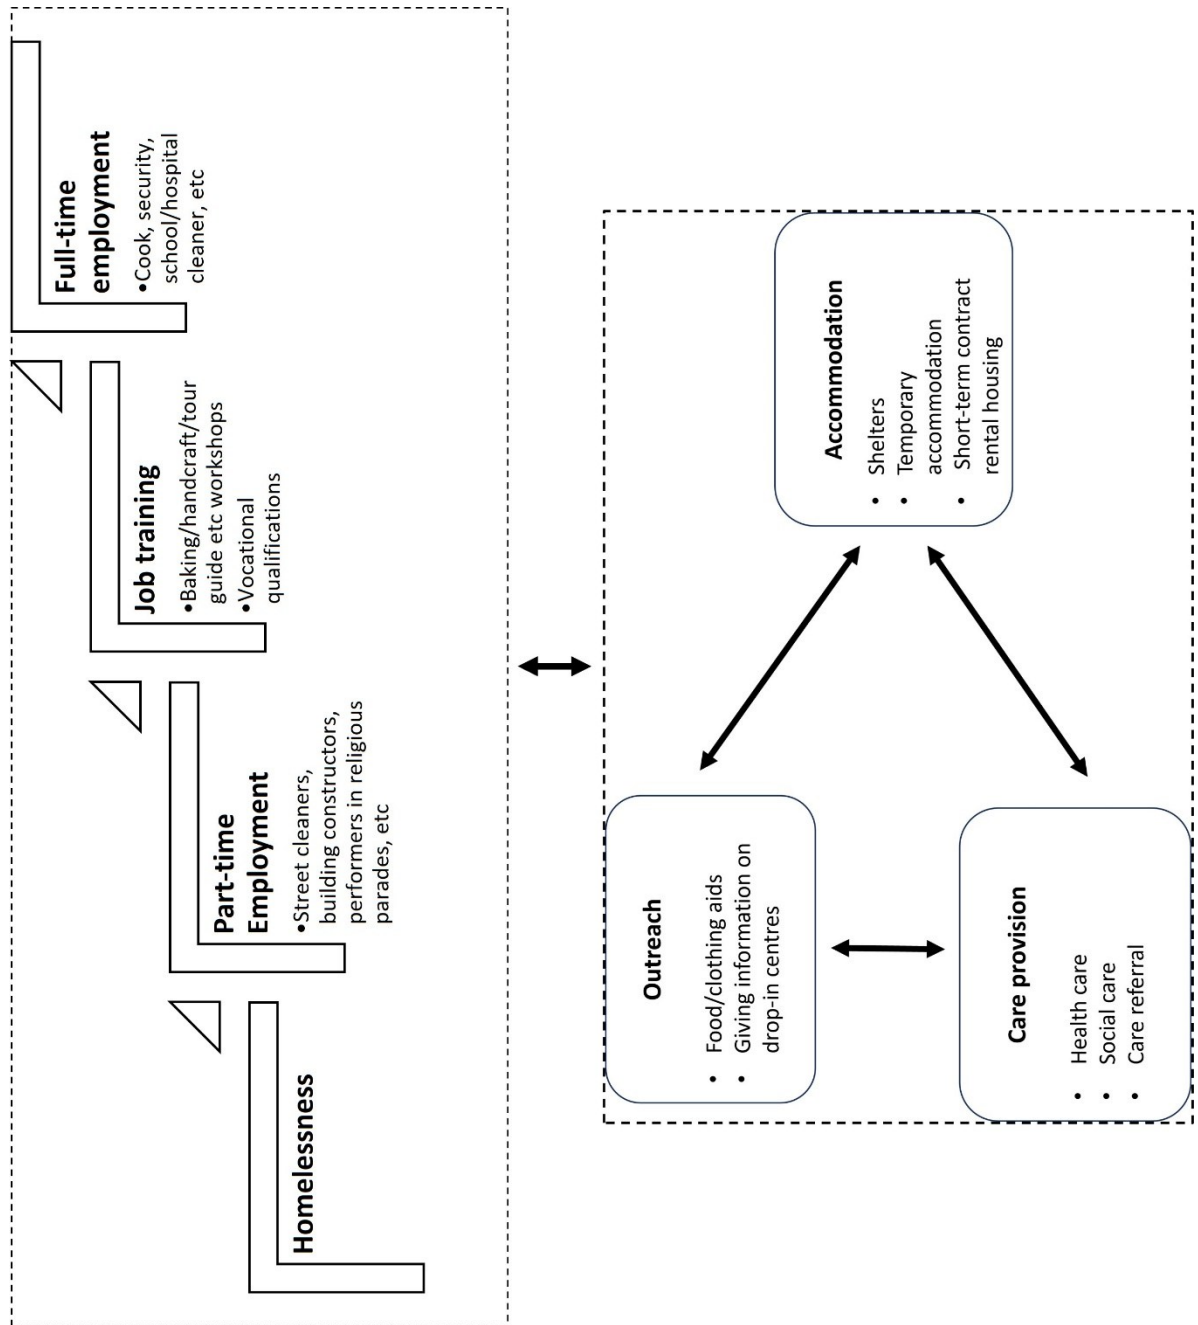 Homelessness
Part-time
Employment
•Street cleaners,
building constructors,
performers in religious
parades, etc
Job training
•Baking/handcraft/tour
guide etc workshops
•Vocational
qualifications
Full-time
employment
•Cook, security,
school/hospital
cleaner, etc
Outreach
• Food/clothing aids
• Giving information on
drop-in centres
Care provision
• Health care
• Social care
• Care referral
Accommodation
• Shelters
• Temporary
accommodation
• Short-term contract
rental housing